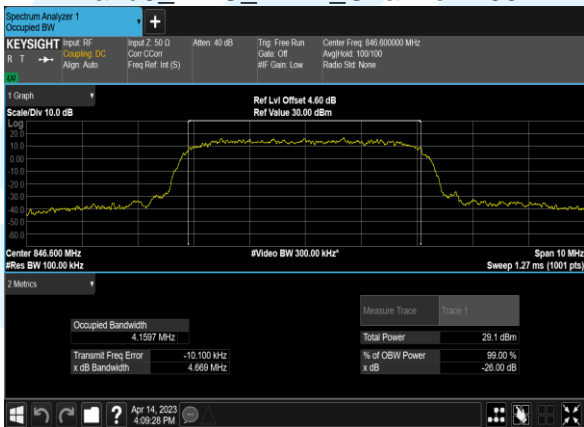 Spectrum Analyzer 1
Occupied BW
+
KEYSIGHT Input: RF Input Z: 50 Ω Atten: 40 dB Trig: Free Run Center Freq: 846.600000 MHz
R T Coupling: DC Corr CCorr Gate: Off Avg|Hold: 100/100
Align: Auto Freq Ref: Int (S) #IF Gain: Low Radio Std: None
1 Graph
Ref Lvl Offset 4.60 dB
Scale/Div 10.0 dB Ref Value 30.00 dBm
Log
20.0
10.0
0.00
-10.0
-20.0
-30.0
-40.0
-50.0
-60.0
Center 846.600 MHz #Video BW 300.00 kHz* Span 10 MHz
#Res BW 100.00 kHz Sweep 1.27 ms (1001 pts)
2 Metrics
Measure Trace Trace 1
Occupied Bandwidth
4.1597 MHz Total Power 29.1 dBm
Transmit Freq Error -10.100 kHz % of OBW Power 99.00 %
x dB Bandwidth 4.669 MHz x dB -26.00 dB
? Apr 14, 2023
4:09:28 PM